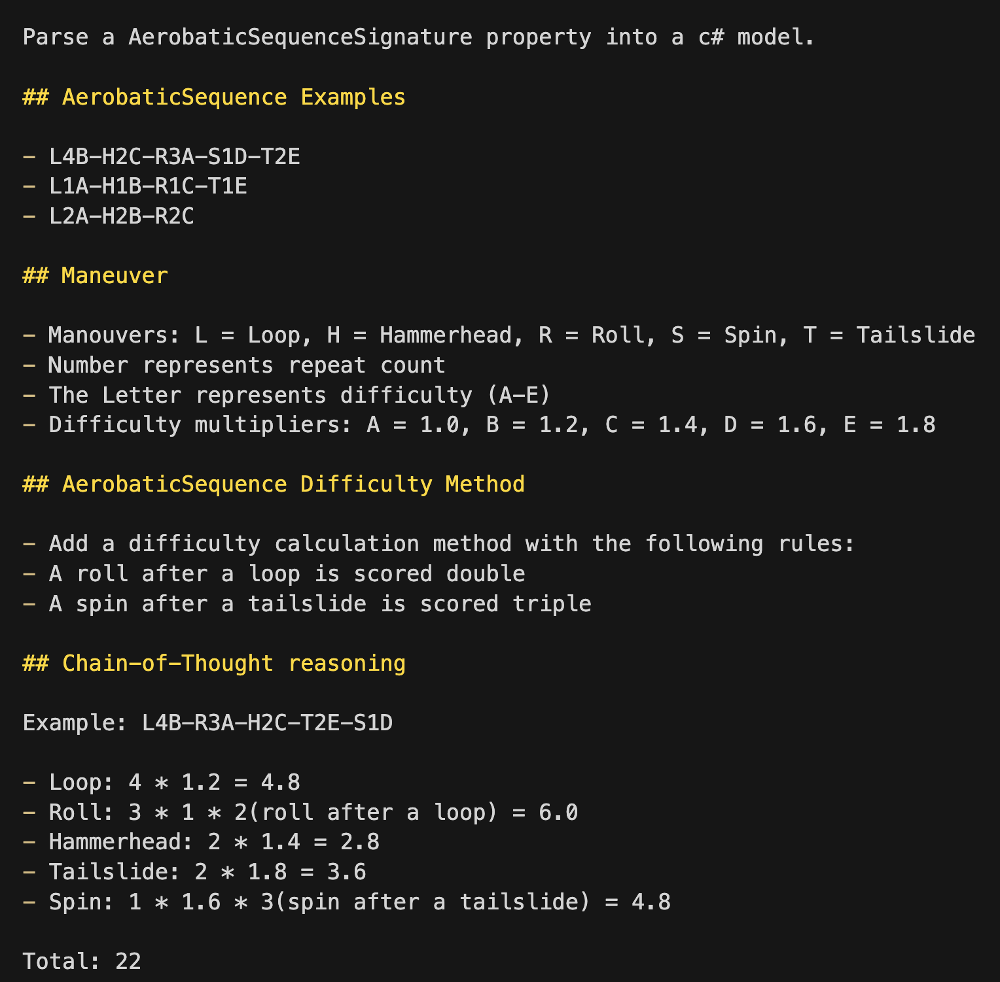 Parse a AerobaticSequenceSignature property into a c# model.
## AerobaticSequence Examples
- L4B-H2C-R3A-S1D-T2E
- L1A-H1B-R1C-T1E
- L2A-H2B-R2C
## Maneuver
- Manouvers: L = Loop, H = Hammerhead, R = Roll, S = Spin, T = Tailslide
- Number represents repeat count
- The Letter represents difficulty (A-E)
- Difficulty multipliers: A = 1.0, B = 1.2, C = 1.4, D = 1.6, E = 1.8
## AerobaticSequence Difficulty Method
- Add a difficulty calculation method with the following rules:
- A roll after a loop is scored double
- A spin after a tailslide is scored triple
## Chain-of-Thought reasoning
Example: L4B-R3A-H2C-T2E-S1D
- Loop: 4 * 1.2 = 4.8
- Roll: 3 * 1 * 2(roll after a loop) = 6.0
- Hammerhead: 2 * 1.4 = 2.8
- Tailslide: 2 * 1.8 = 3.6
- Spin: 1 * 1.6 * 3(spin after a tailslide) = 4.8
Total: 22